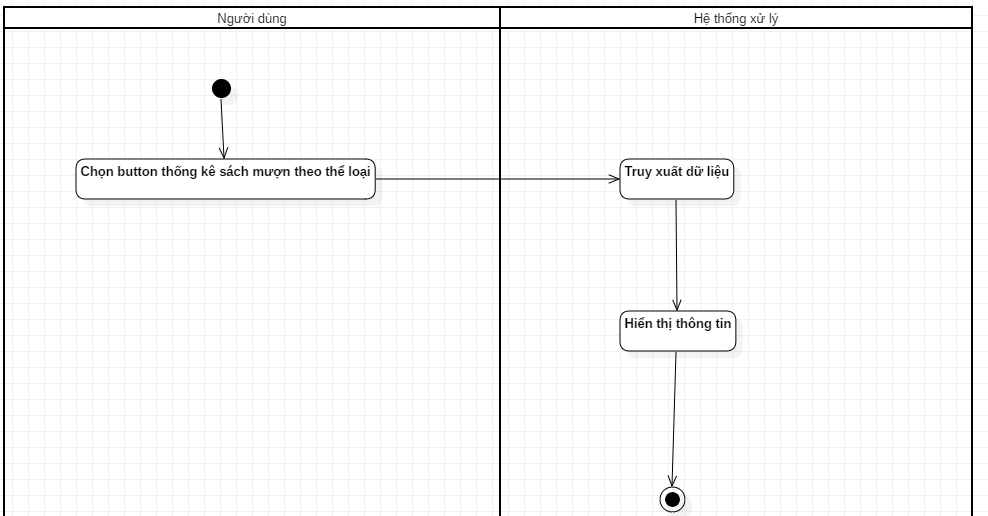 Người dùng
Hệ thống xử lý
Chọn button thống kê sách mượn theo thể loại
Truy xuất dữ liệu
Hiển thị thông tin